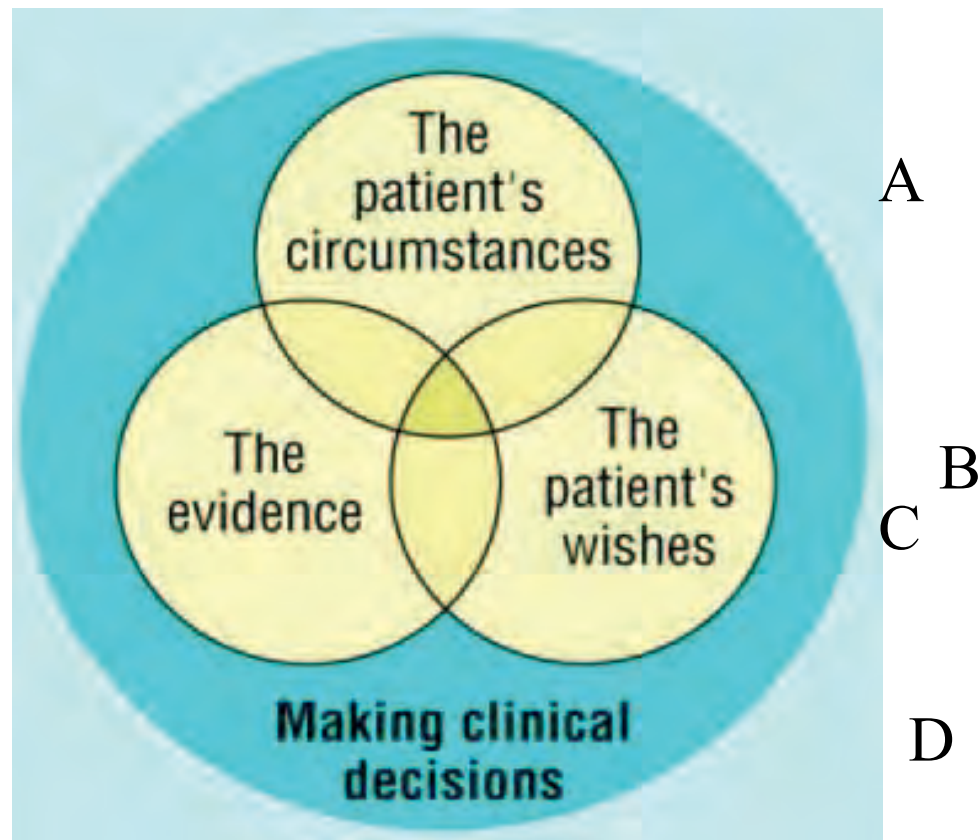 The
patient's
circumstances
A
The
evidence
The
patient's
wishes
B
C
Making clinical
decisions
D